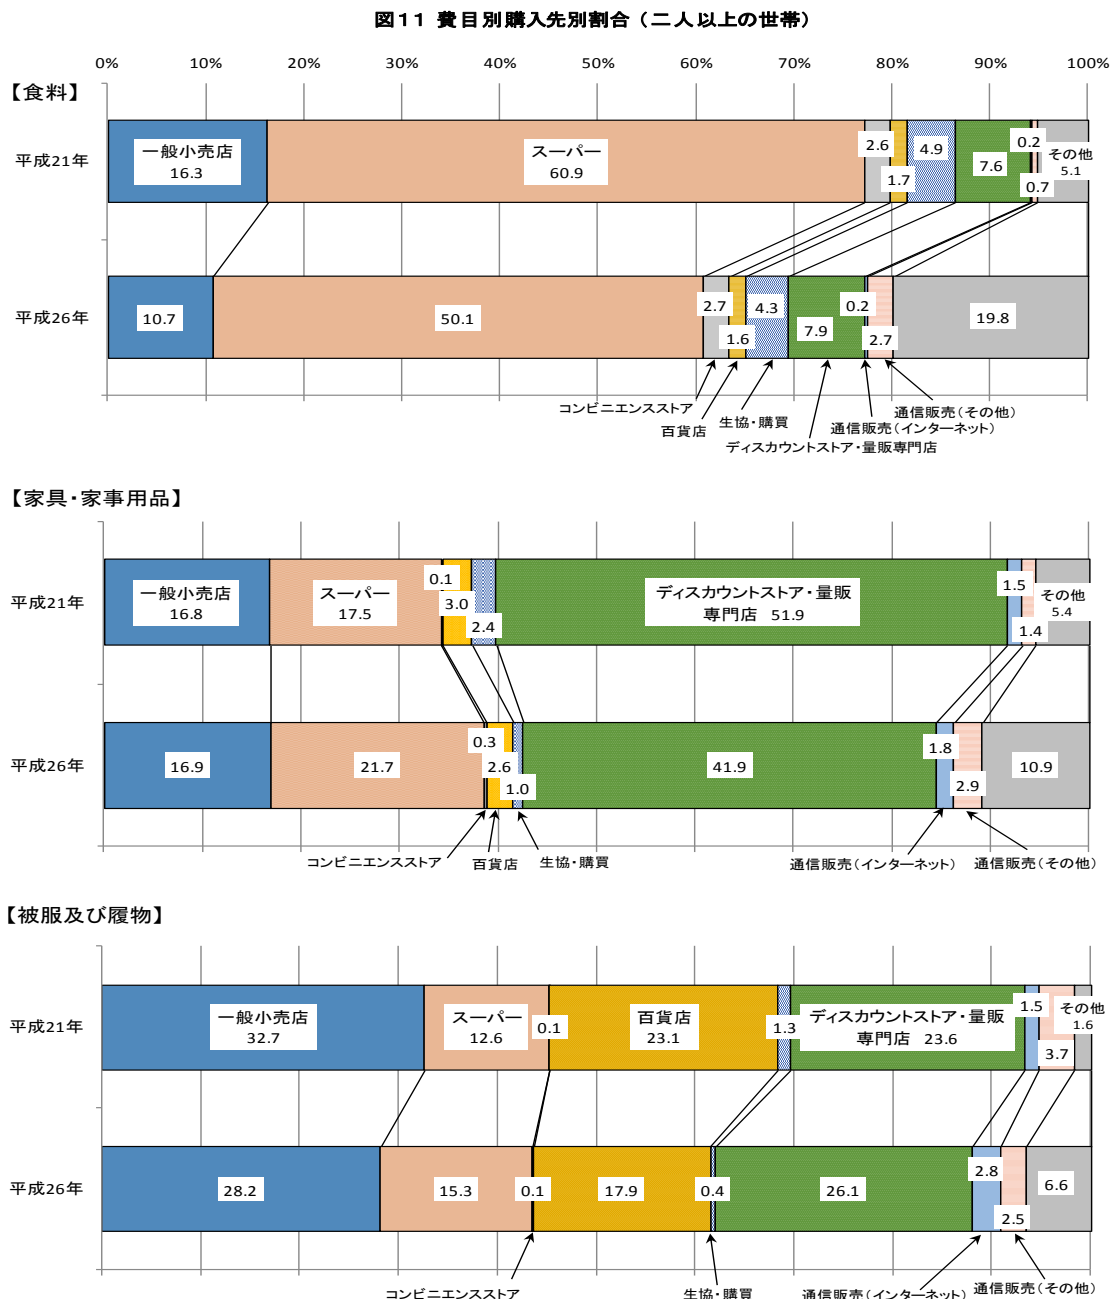 図11 費目別購入先別割合（二人以上の世帯）
0% 10% 20% 30% 40% 50% 60% 70% 80% 90% 100%
【食料】
平成21年
一般小売店
16.3
スーパー
60.9
2.6
1.7
4.9
7.6
0.2
0.7
その他
5.1
平成26年
10.7
50.1
2.7
1.6
4.3
7.9
0.2
2.7
19.8
コンビニエンスストア
百貨店
生協・購買
ディスカウントストア・量販専門店
通信販売（インターネット）
通信販売（その他）
【家具・家事用品】
平成21年
一般小売店
16.8
スーパー
17.5
0.1
3.0
2.4
ディスカウントストア・量販
専門店 51.9
1.5
1.4
その他
5.4
平成26年
16.9
21.7
0.3
2.6
1.0
41.9
1.8
2.9
10.9
コンビニエンスストア
百貨店
生協・購買
通信販売（インターネット）
通信販売（その他）
【被服及び履物】
平成21年
一般小売店
32.7
スーパー
12.6
0.1
百貨店
23.1
1.3
ディスカウントストア・量販
専門店 23.6
1.5
3.7
その他
1.6
平成26年
28.2
15.3
0.1
17.9
0.4
26.1
2.8
2.5
6.6
コンビニエンスストア
生協・購買
通信販売（インターネット）
通信販売（その他）